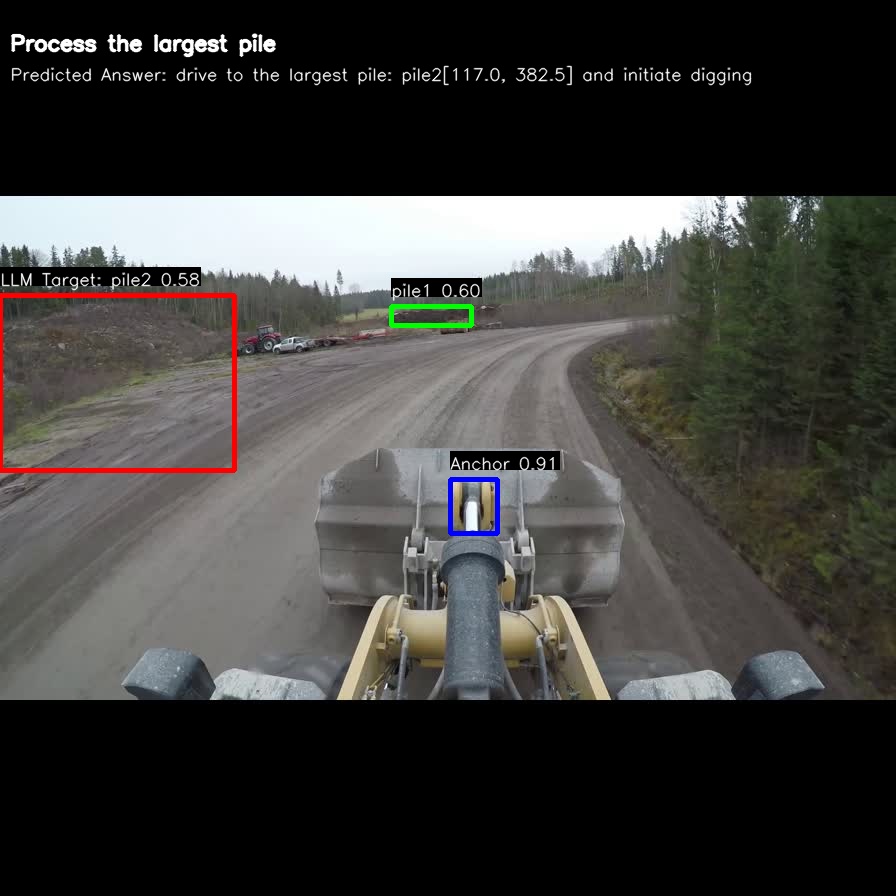 Process the largest pile
Predicted Answer: drive to the largest pile: pile2[117.0, 382.5] and initiate digging
LLM Target: pile2 0.58
pile1 0.60
Anchor 0.91